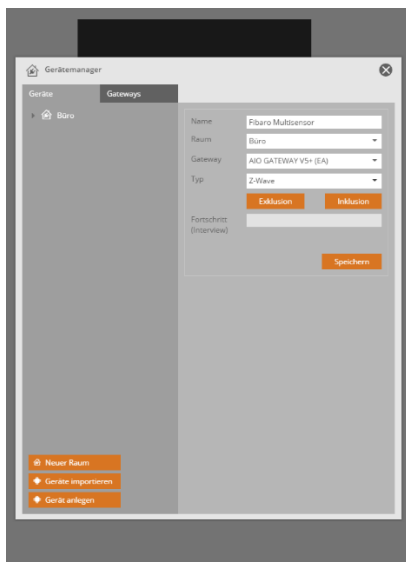 Gerätemanager
Geräte Gateways
Büro
Name Fibaro Multisensor
Raum Büro
Gateway AIO GATEWAY V5+ (EA)
Typ Z-Wave
Exklusion Inklusion
Fortschritt
(Interview)
Speichern
Neuer Raum
Geräte importieren
Gerät anlegen